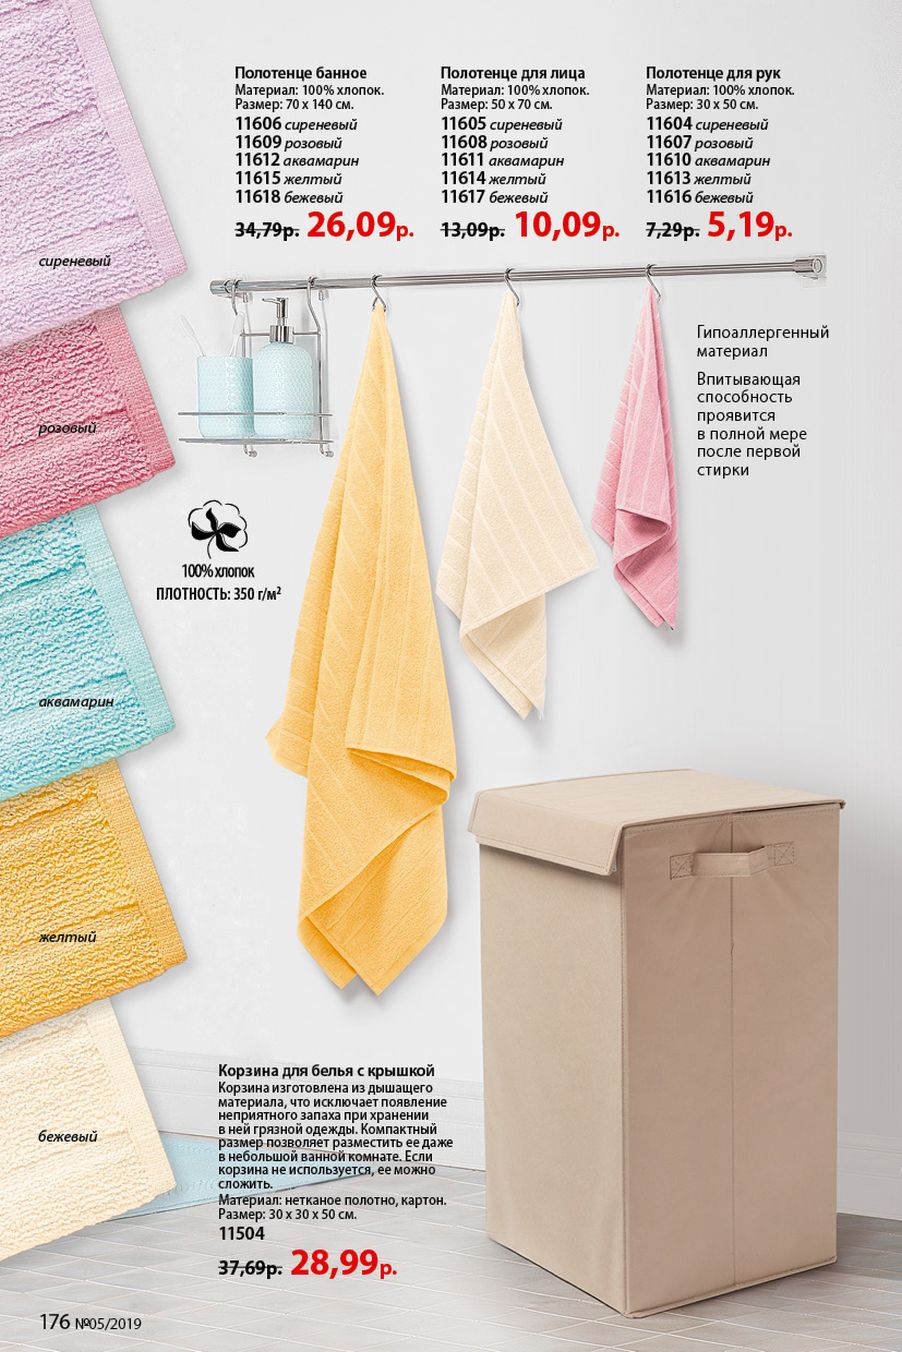 Полотенце банное
Материал: 100% хлопок.
Размер: 70 х 140 см.
11606 сиреневый
11609 розовый
11612 аквамарин
11615 желтый
11618 бежевый
34,79р. 26,09р.
Полотенце для лица
Материал: 100% хлопок.
Размер: 50 х 70 см.
11605 сиреневый
11608 розовый
11611 аквамарин
11614 желтый
11617 бежевый
13,09р. 10,09р.
Полотенце для рук
Материал: 100% хлопок.
Размер: 30 х 50 см.
11604 сиреневый
11607 розовый
11610 аквамарин
11613 желтый
11616 бежевый
7,29р. 5,19р.
сиреневый
розовый
аквамарин
желтый
бежевый
Гипоаллергенный
материал
Впитывающая
способность
проявится
в полной мере
после первой
стирки
100% хлопок
ПЛОТНОСТЬ: 350 г/м²
Корзина для белья с крышкой
Корзина изготовлена из дышащего
материала, что исключает появление
неприятного запаха при хранении
в ней грязной одежды. Компактный
размер позволяет разместить ее даже
в небольшой ванной комнате. Если
корзина не используется, ее можно
сложить.
Материал: нетканое полотно, картон.
Размер: 30 х 30 х 50 см.
11504
37,69р. 28,99р.
176 №05/2019